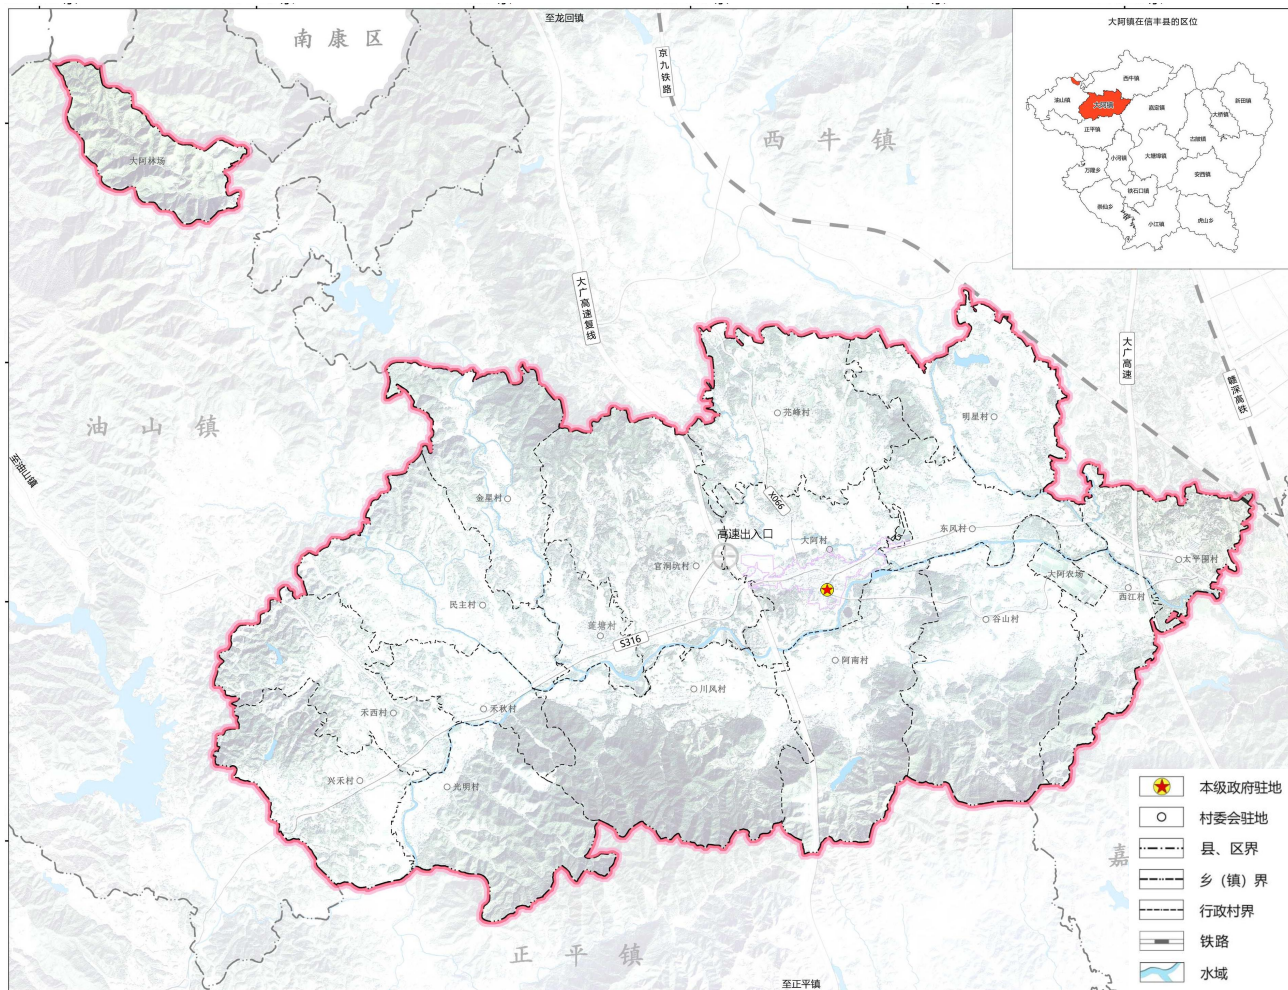 至龙回镇
南康区
京九铁路
西牛镇
大阿林场
大广高速复线
大广高速
赣深高铁
油山镇
至油山镇
兖峰村
明星村
金星村
X066
高速出入口
大阿村
东风村
官洞坑村
太平围村
大阿农场
西江村
民主村
莲塘村
S316
谷山村
阿南村
川风村
禾西村
禾秋村
兴禾村
光明村
正平镇
至正平镇
嘉
大阿镇在信丰县的区位
西牛镇
油山镇
大阿镇
嘉定镇
新田镇
大桥镇
正平镇
古陂镇
小河镇
大塘埠镇
万隆乡
安西镇
铁石口镇
崇仙乡
小江镇
虎山乡
本级政府驻地
村委会驻地
县、区界
乡（镇）界
行政村界
铁路
水域